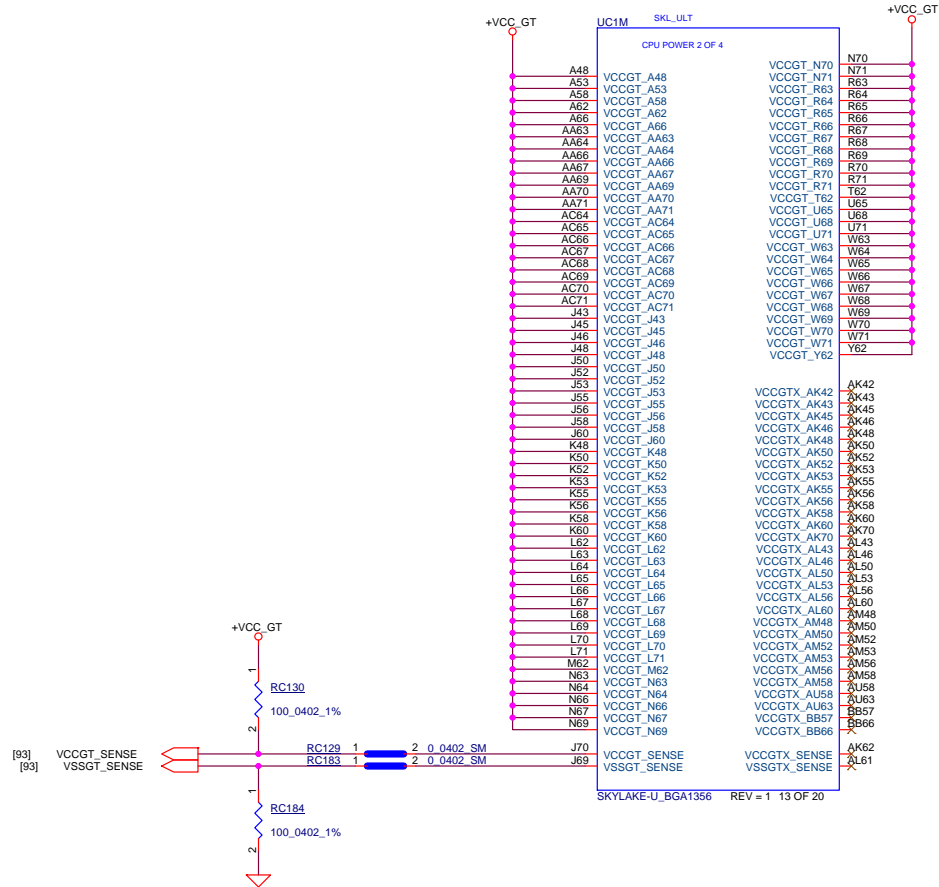 +VCC_GT
UC1M SKL_ULT
+VCC_GT
CPU POWER 2 OF 4
A48 VCCGT_A48
A53 VCCGT_A53
A58 VCCGT_A58
A62 VCCGT_A62
A66 VCCGT_A66
AA63 VCCGT_AA63
AA64 VCCGT_AA64
AA66 VCCGT_AA66
AA67 VCCGT_AA67
AA69 VCCGT_AA69
AA70 VCCGT_AA70
AA71 VCCGT_AA71
AC64 VCCGT_AC64
AC65 VCCGT_AC65
AC66 VCCGT_AC66
AC67 VCCGT_AC67
AC68 VCCGT_AC68
AC69 VCCGT_AC69
AC70 VCCGT_AC70
AC71 VCCGT_AC71
J43 VCCGT_J43
J45 VCCGT_J45
J46 VCCGT_J46
J48 VCCGT_J48
J50 VCCGT_J50
J52 VCCGT_J52
J53 VCCGT_J53
J55 VCCGT_J55
J56 VCCGT_J56
J58 VCCGT_J58
J60 VCCGT_J60
K48 VCCGT_K48
K50 VCCGT_K50
K52 VCCGT_K52
K53 VCCGT_K53
K55 VCCGT_K55
K56 VCCGT_K56
K58 VCCGT_K58
K60 VCCGT_K60
L62 VCCGT_L62
L63 VCCGT_L63
L64 VCCGT_L64
L65 VCCGT_L65
L66 VCCGT_L66
L67 VCCGT_L67
L68 VCCGT_L68
L69 VCCGT_L69
L70 VCCGT_L70
L71 VCCGT_L71
M62 VCCGT_M62
N63 VCCGT_N63
N64 VCCGT_N64
N66 VCCGT_N66
N67 VCCGT_N67
N69 VCCGT_N69
VCCGT_N70 N70
VCCGT_N71 N71
VCCGT_R63 R63
VCCGT_R64 R64
VCCGT_R65 R65
VCCGT_R66 R66
VCCGT_R67 R67
VCCGT_R68 R68
VCCGT_R69 R69
VCCGT_R70 R70
VCCGT_R71 R71
VCCGT_T62 T62
VCCGT_U65 U65
VCCGT_U68 U68
VCCGT_U71 U71
VCCGT_W63 W63
VCCGT_W64 W64
VCCGT_W65 W65
VCCGT_W66 W66
VCCGT_W67 W67
VCCGT_W68 W68
VCCGT_W69 W69
VCCGT_W70 W70
VCCGT_W71 W71
VCCGT_Y62 Y62
VCCGTX_AK42 AK42
VCCGTX_AK43 AK43
VCCGTX_AK45 AK45
VCCGTX_AK46 AK46
VCCGTX_AK48 AK48
VCCGTX_AK50 AK50
VCCGTX_AK52 AK52
VCCGTX_AK53 AK53
VCCGTX_AK55 AK55
VCCGTX_AK56 AK56
VCCGTX_AK58 AK58
VCCGTX_AK60 AK60
VCCGTX_AK70 AK70
VCCGTX_AL43 AL43
VCCGTX_AL46 AL46
VCCGTX_AL50 AL50
VCCGTX_AL53 AL53
VCCGTX_AL56 AL56
VCCGTX_AL60 AL60
VCCGTX_AM48 AM48
VCCGTX_AM50 AM50
VCCGTX_AM52 AM52
VCCGTX_AM53 AM53
VCCGTX_AM56 AM56
VCCGTX_AM58 AM58
VCCGTX_AU58 AU58
VCCGTX_AU63 AU63
VCCGTX_BB57 BB57
VCCGTX_BB66 BB66
+VCC_GT
1
RC130
100_0402_1%
2
[93] VCCGT_SENSE RC129 1 2 0_0402_SM J70 VCCGT_SENSE VCCGTX_SENSE AK62
[93] VSSGT_SENSE RC183 1 2 0_0402_SM J69 VSSGT_SENSE VSSGTX_SENSE AL61
SKYLAKE-U_BGA1356 REV = 1 13 OF 20
1
RC184
100_0402_1%
2